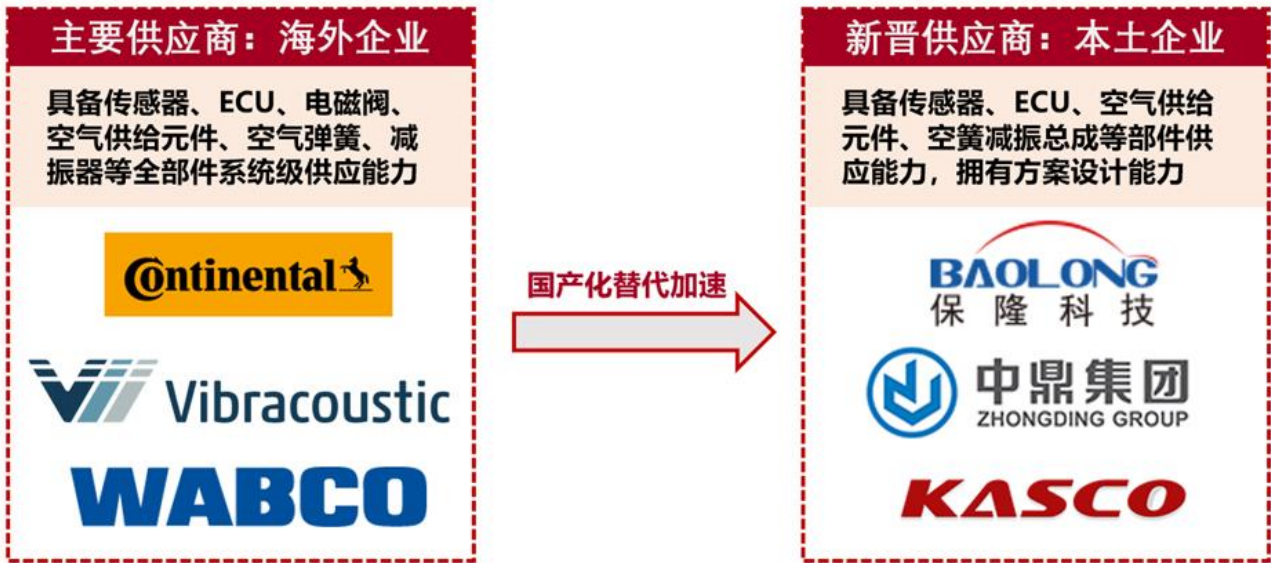 主要供应商：海外企业
具备传感器、ECU、电磁阀、
空气供给元件、空气弹簧、减
振器等全部件系统级供应能力
Continental
Vibracoustic
WABCO
国产化替代加速
新晋供应商：本土企业
具备传感器、ECU、空气供给
元件、空簧减振总成等部件供
应能力，拥有方案设计能力
BAOLONG
保隆科技
中鼎集团
ZHONGDING GROUP
KASCO